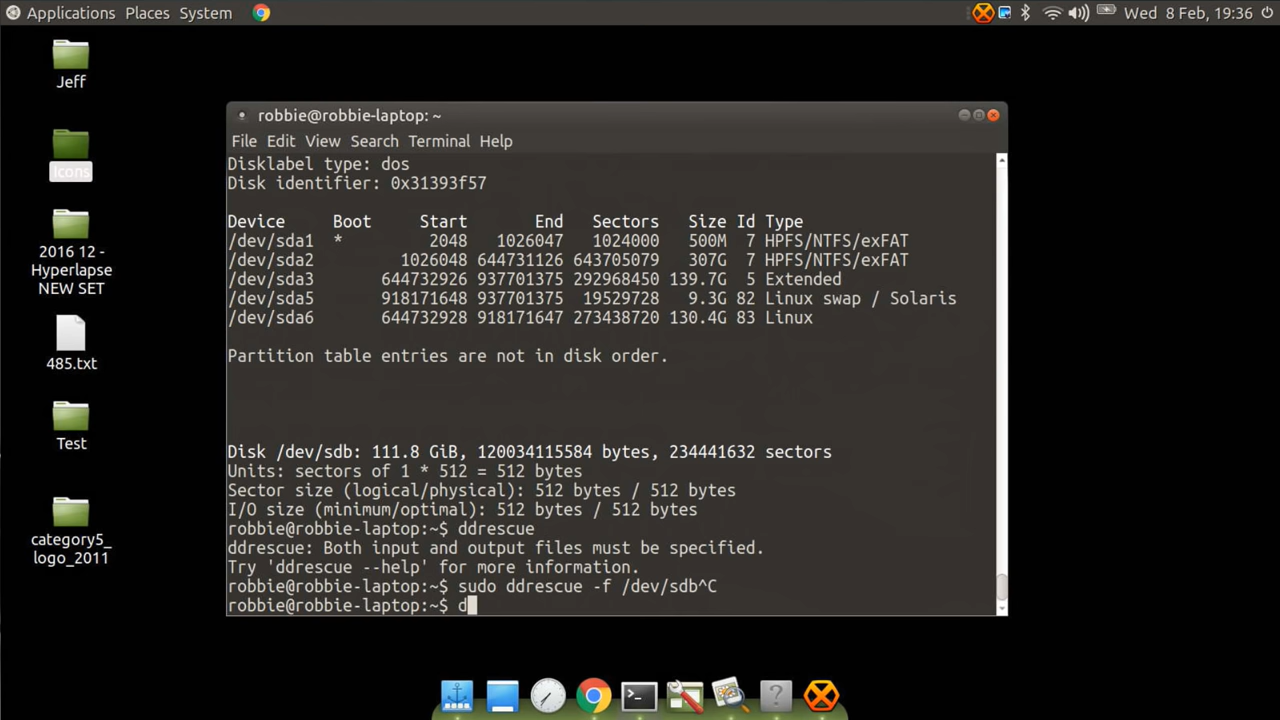 Applications Places System Wed 8 Feb, 19:36
Jeff
icons
2016 12 -
Hyperlapse
NEW SET
485.txt
Test
category5_
logo_2011
robbie@robbie-laptop: ~
File Edit View Search Terminal Help
Disklabel type: dos
Disk identifier: 0x31393f57
Device Boot Start End Sectors Size Id Type
/dev/sda1 * 2048 1026047 1024000 500M 7 HPFS/NTFS/exFAT
/dev/sda2 1026048 644731126 643705079 307G 7 HPFS/NTFS/exFAT
/dev/sda3 644732926 937701375 292968450 139.7G 5 Extended
/dev/sda5 918171648 937701375 19529728 9.3G 82 Linux swap / Solaris
/dev/sda6 644732928 918171647 273438720 130.4G 83 Linux
Partition table entries are not in disk order.
Disk /dev/sdb: 111.8 GiB, 120034115584 bytes, 234441632 sectors
Units: sectors of 1 * 512 = 512 bytes
Sector size (logical/physical): 512 bytes / 512 bytes
I/O size (minimum/optimal): 512 bytes / 512 bytes
robbie@robbie-laptop:~$ ddrescue
ddrescue: Both input and output files must be specified.
Try 'ddrescue --help' for more information.
robbie@robbie-laptop:~$ sudo ddrescue -f /dev/sdb^C
robbie@robbie-laptop:~$ d